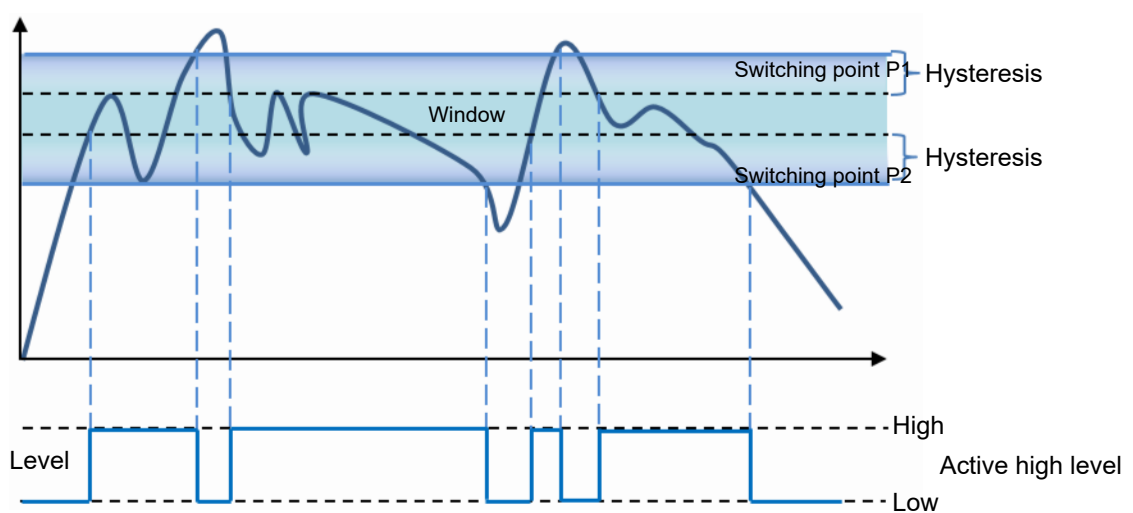 Switching point P1
Hysteresis
Window
Hysteresis
Switching point P2
High
Level
Active high level
Low